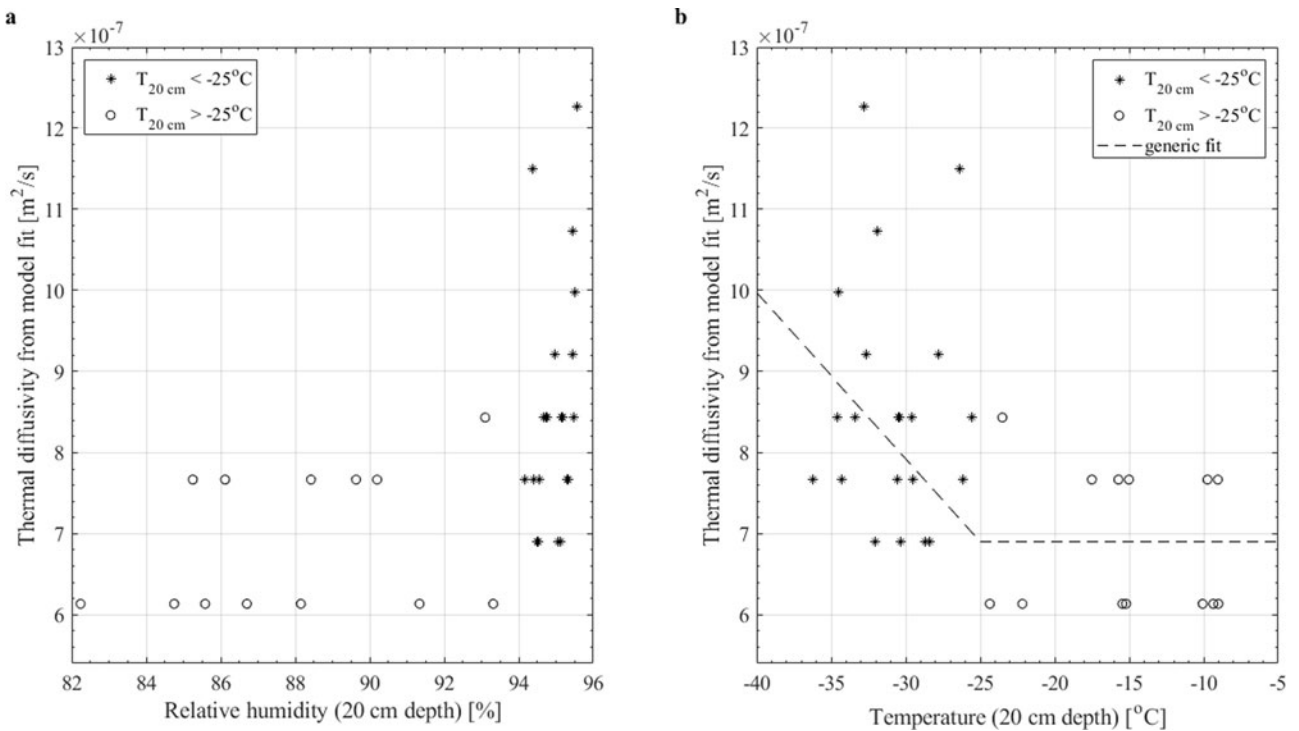 a
×10⁻⁷
13
12
11
10
9
8
7
6
T₂₀ cm < -25°C
T₂₀ cm > -25°C
Thermal diffusivity from model fit [m²/s]
82 84 86 88 90 92 94 96
Relative humidity (20 cm depth) [%]
b
×10⁻⁷
13
12
11
10
9
8
7
6
T₂₀ cm < -25°C
T₂₀ cm > -25°C
generic fit
Thermal diffusivity from model fit [m²/s]
-40 -35 -30 -25 -20 -15 -10 -5
Temperature (20 cm depth) [°C]